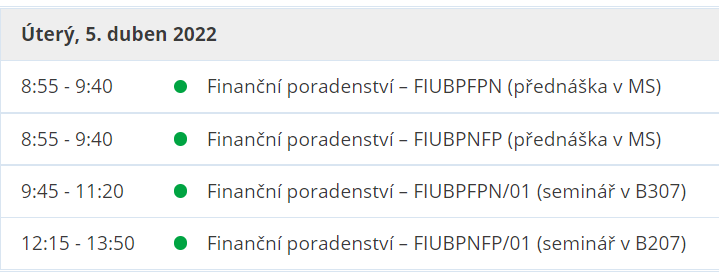 Úterý, 5. duben 2022
8:55 - 9:40 Finanční poradenství – FIUBPFPN (přednáška v MS)
8:55 - 9:40 Finanční poradenství – FIUBPNFP (přednáška v MS)
9:45 - 11:20 Finanční poradenství – FIUBPFPN/01 (seminář v B307)
12:15 - 13:50 Finanční poradenství – FIUBPNFP/01 (seminář v B207)